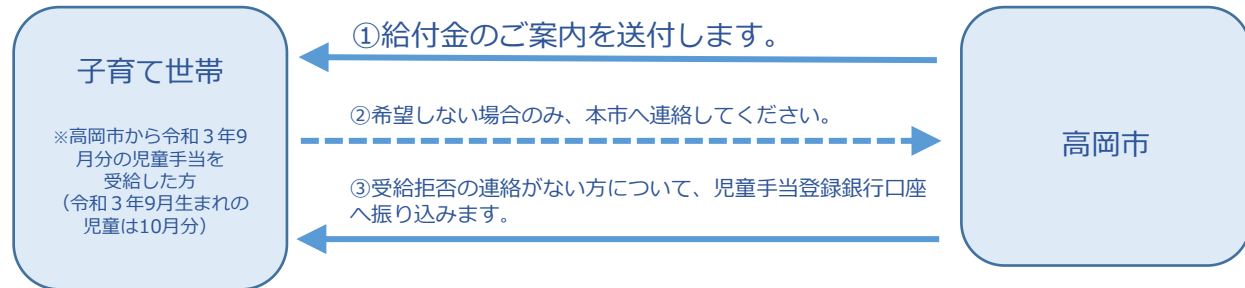 ①給付金のご案内を送付します。
子育て世帯
②希望しない場合のみ、本市へ連絡してください。
※高岡市から令和３年9
月分の児童手当を
受給した方
（令和３年9月生まれの
児童は10月分）
高岡市
③受給拒否の連絡がない方について、児童手当登録銀行口座
へ振り込みます。